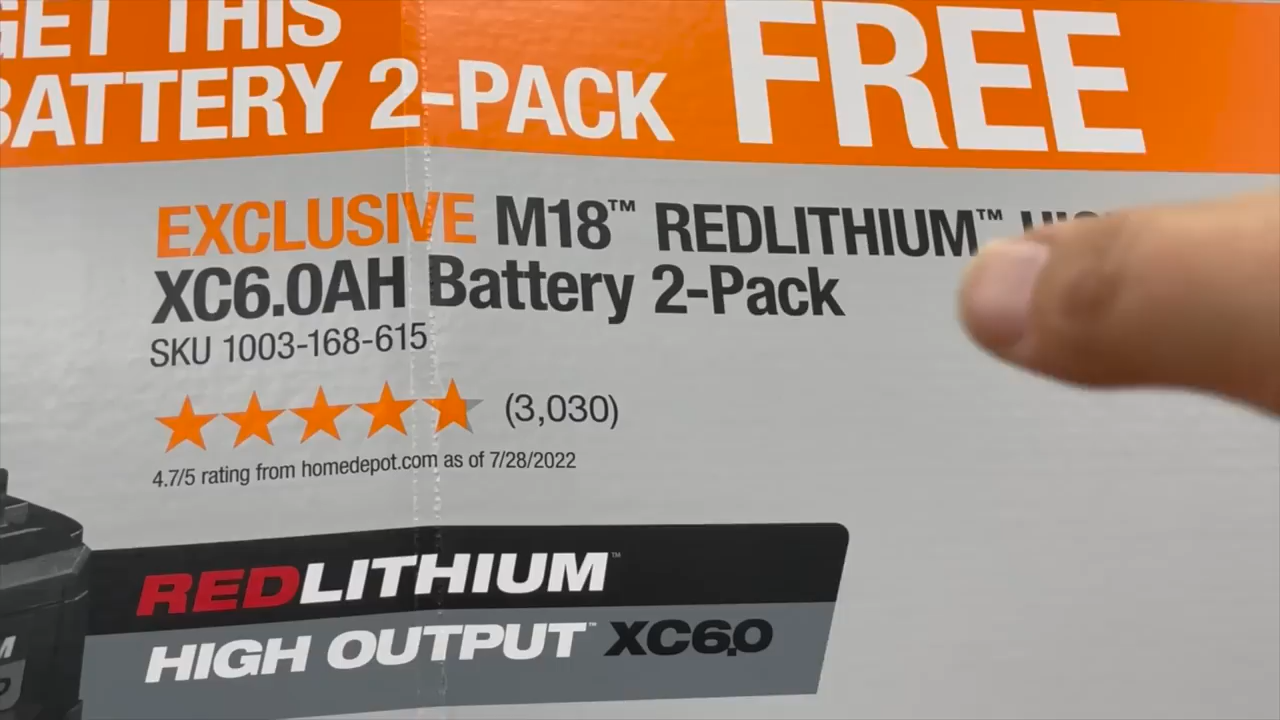 GET THIS
BATTERY 2-PACK FREE
EXCLUSIVE M18™ REDLITHIUM™
XC6.0AH Battery 2-Pack
SKU 1003-168-615
(3,030)
4.7/5 rating from homedepot.com as of 7/28/2022
REDLITHIUM™
HIGH OUTPUT™ XC6.0